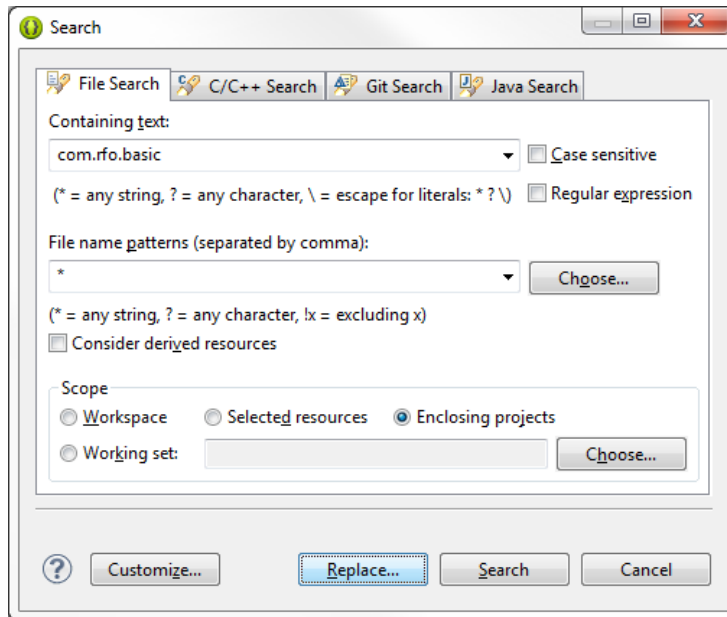 Search
File Search C/C++ Search Git Search Java Search
Containing text:
com.rfo.basic Case sensitive
(* = any string, ? = any character, \ = escape for literals: * ? \) Regular expression
File name patterns (separated by comma):
* Choose...
(* = any string, ? = any character, !x = excluding x)
Consider derived resources
Scope
Workspace Selected resources Enclosing projects
Working set: Choose...
? Customize... Replace... Search Cancel